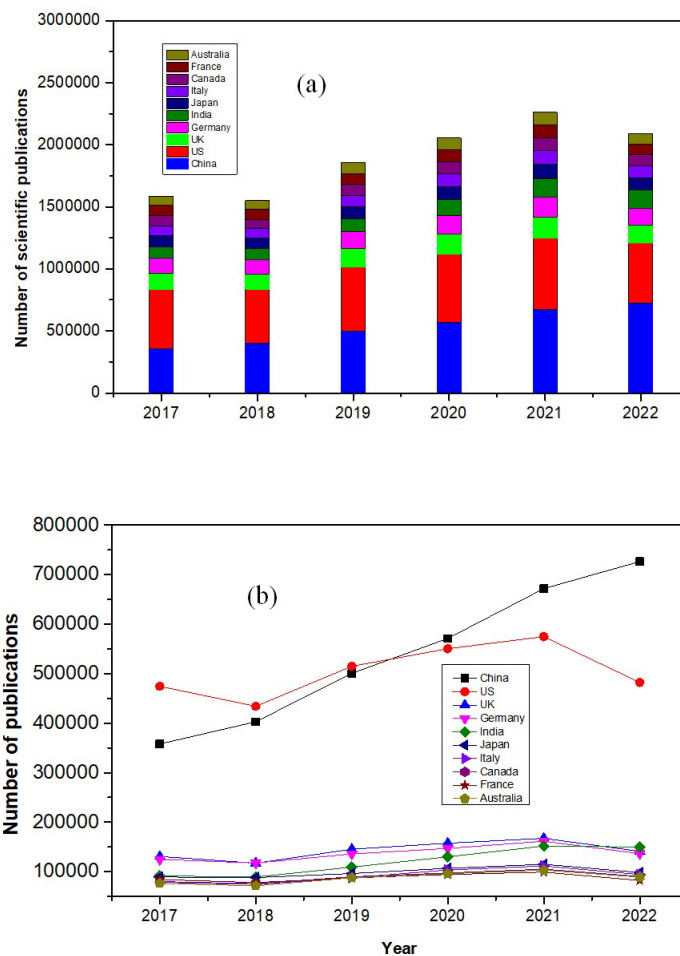 3000000
2500000
2000000
1500000
1000000
500000
0
Number of scientific publications
Australia
France
Canada
Italy
Japan
India
Germany
UK
US
China
(a)
2017 2018 2019 2020 2021 2022
800000
700000
600000
500000
400000
300000
200000
100000
Number of publications
(b)
China
US
UK
Germany
India
Japan
Italy
Canada
France
Australia
2017 2018 2019 2020 2021 2022
Year